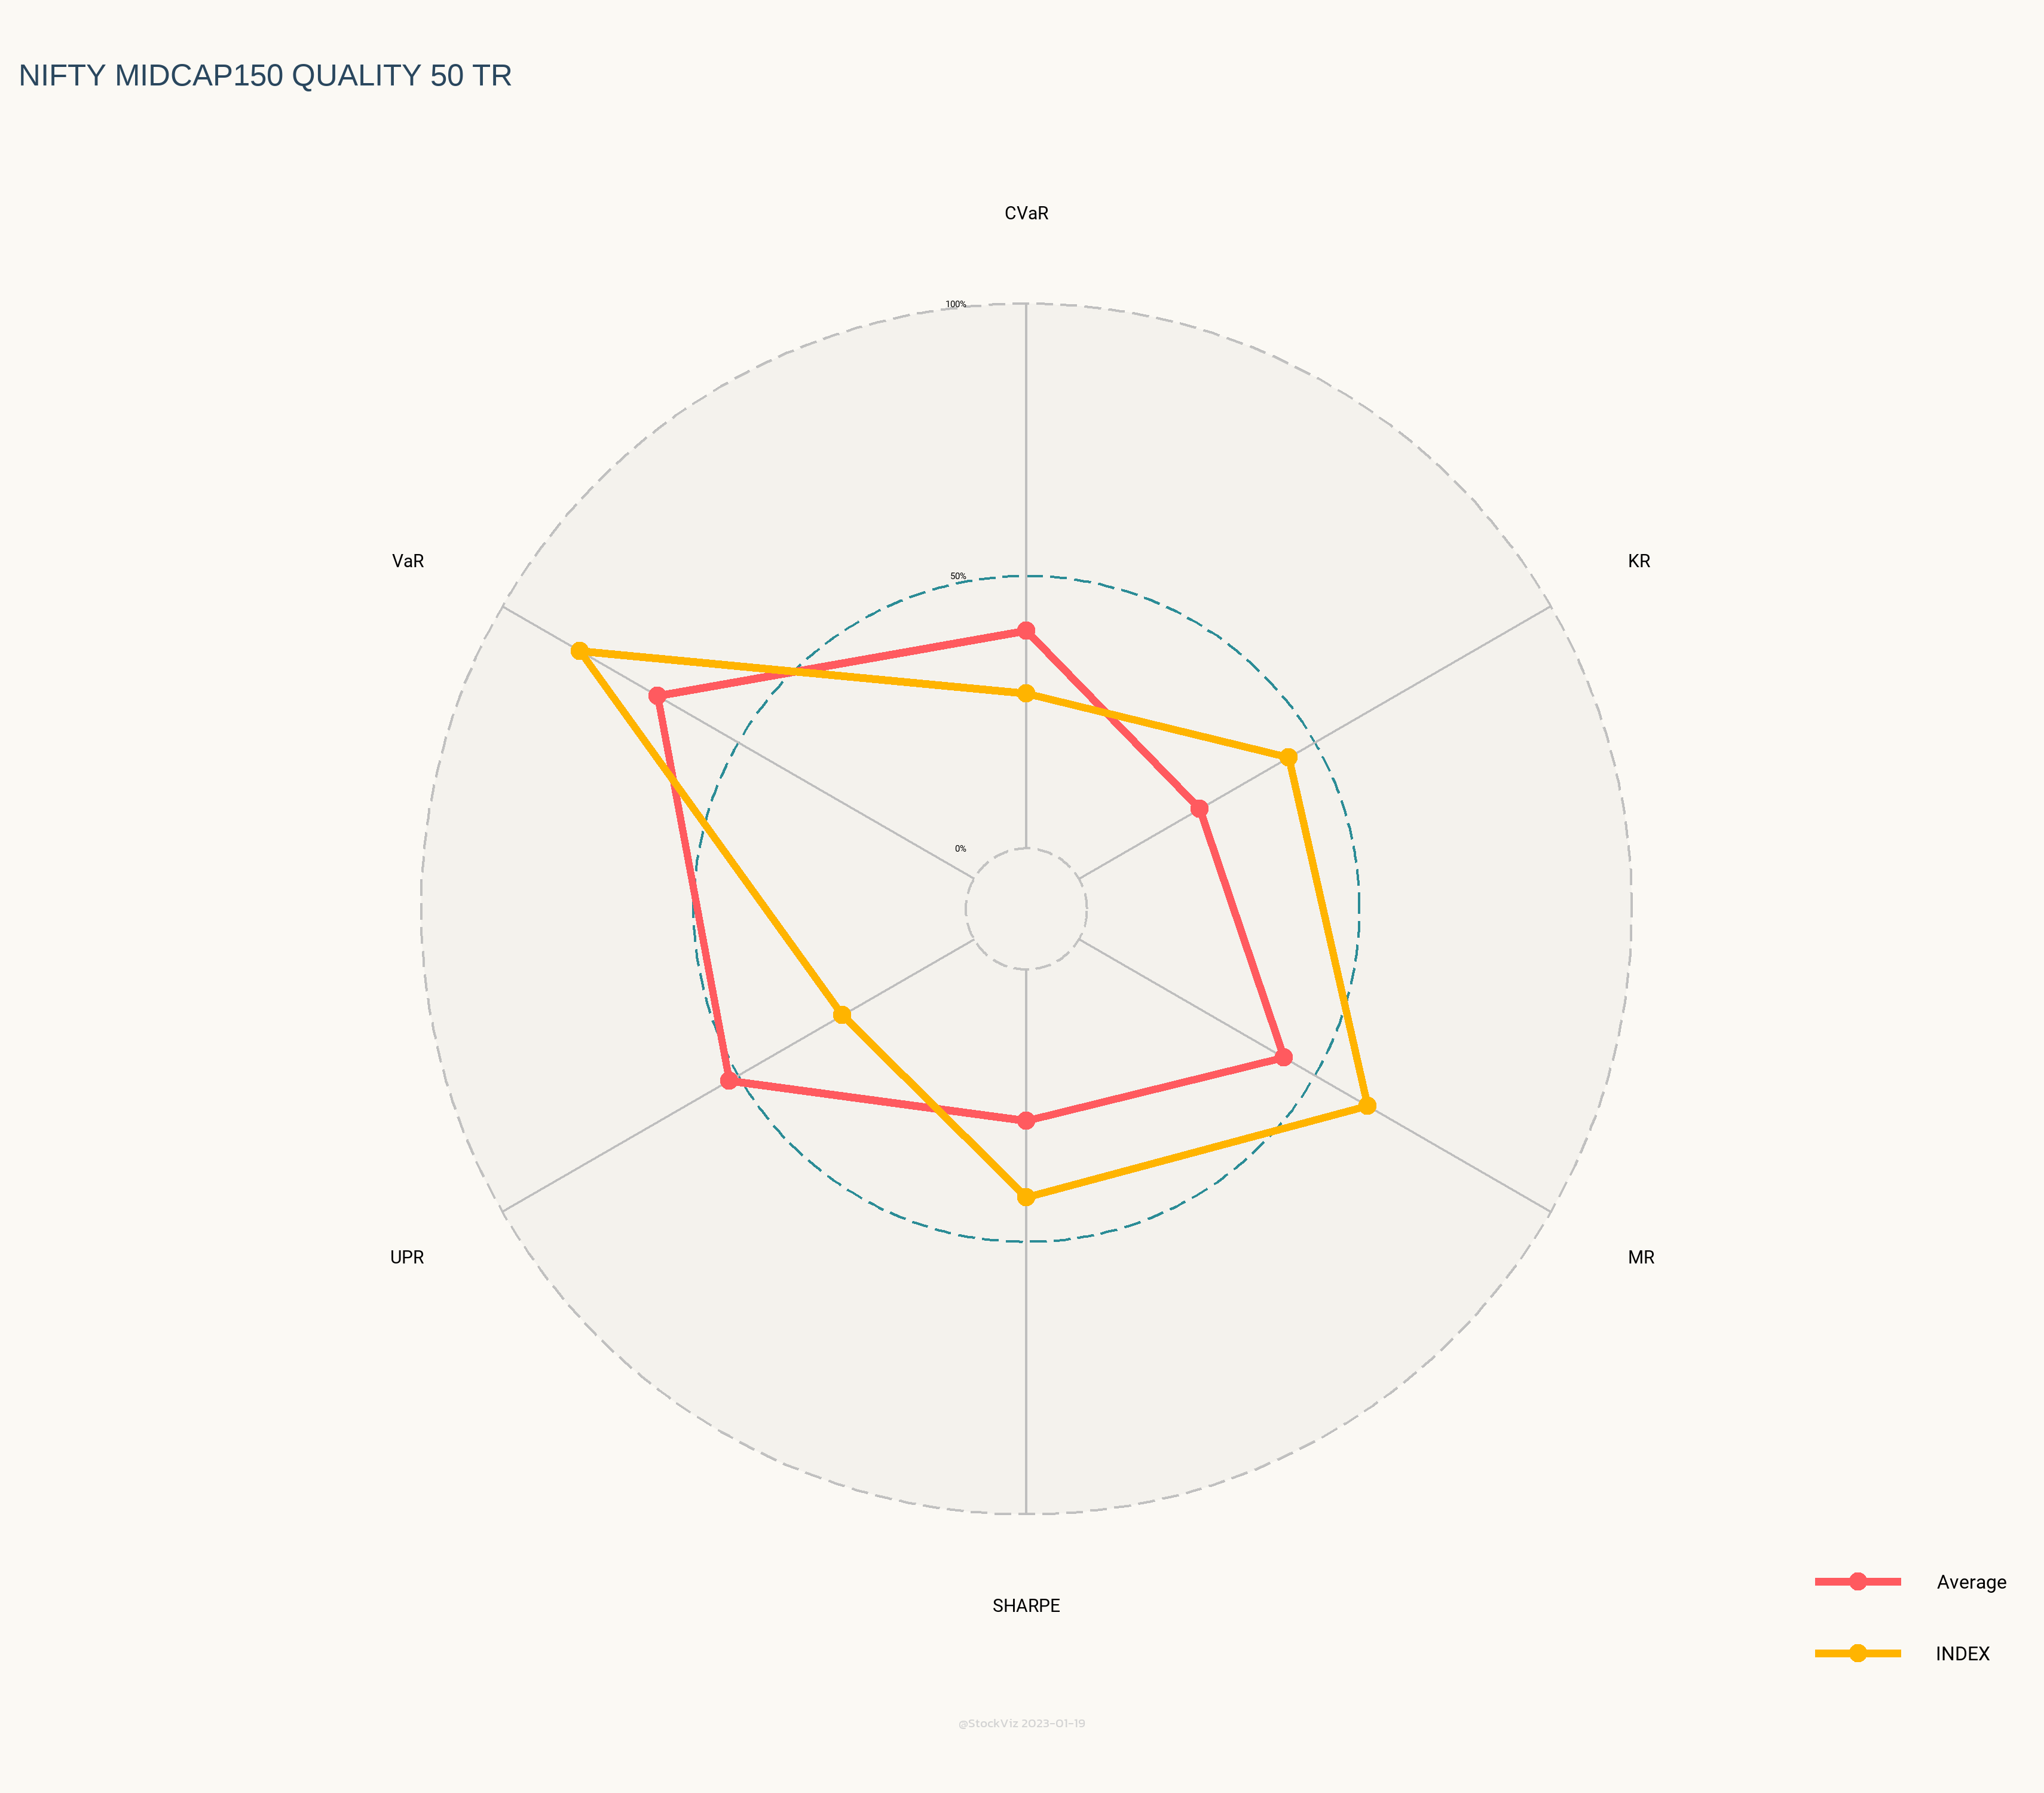 NIFTY MIDCAP150 QUALITY 50 TR
CVaR
100%
VaR
KR
50%
0%
UPR
MR
SHARPE
Average
INDEX
@StockViz 2023-01-19